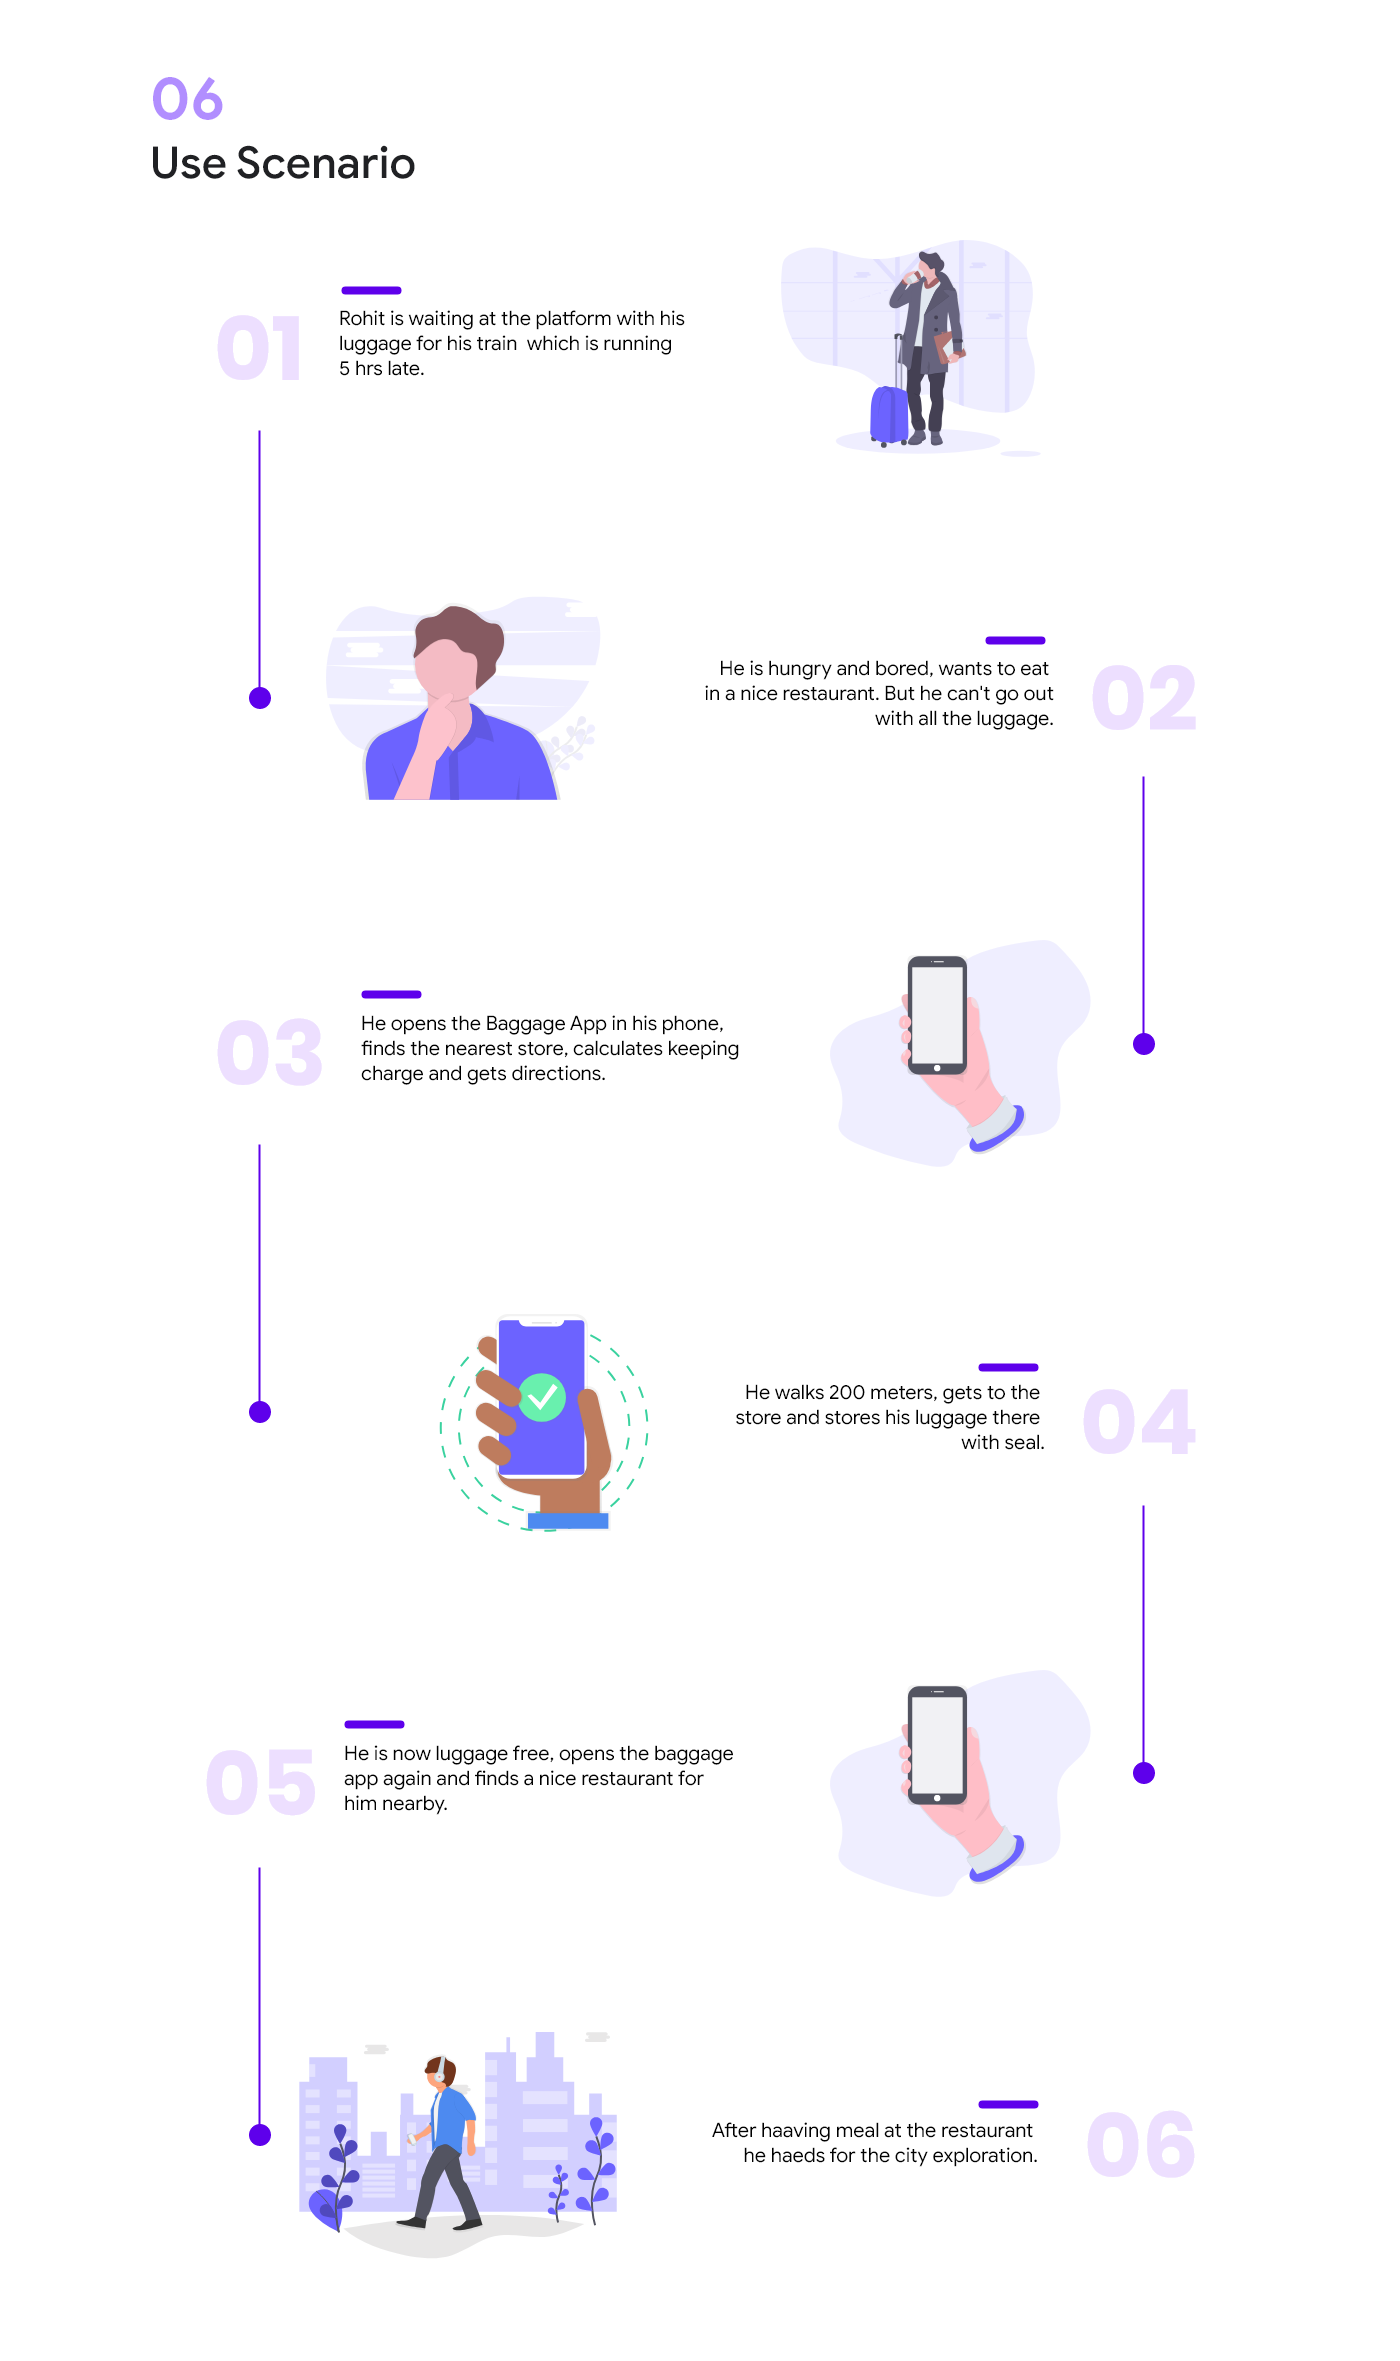 06
Use Scenario
01
Rohit is waiting at the platform with his
luggage for his train  which is running
5 hrs late.
He is hungry and bored, wants to eat
in a nice restaurant. But he can't go out
with all the luggage.
02
03
He opens the Baggage App in his phone,
finds the nearest store, calculates keeping
charge and gets directions.
He walks 200 meters, gets to the
store and stores his luggage there
with seal.
04
05
He is now luggage free, opens the baggage
app again and finds a nice restaurant for
him nearby.
After haaving meal at the restaurant
he haeds for the city exploration.
06